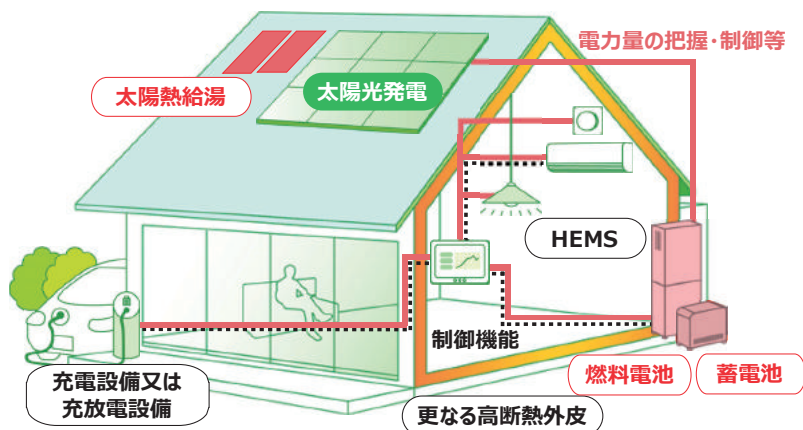 電力量の把握・制御等
太陽熱給湯
太陽光発電
HEMS
制御機能
充電設備又は
充放電設備
燃料電池
蓄電池
更なる高断熱外皮